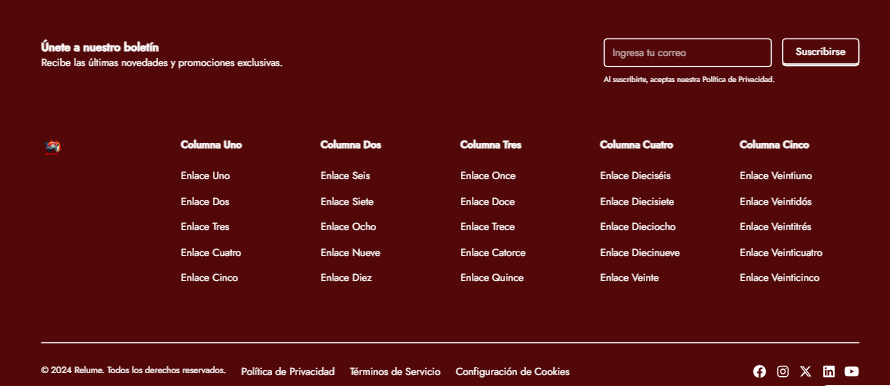 Únete a nuestro boletín
Recibe las últimas novedades y promociones exclusivas.
Ingresa tu correo
Suscribirse
Al suscribirte, aceptas nuestra Política de Privacidad.
Columna Uno
Enlace Uno
Enlace Dos
Enlace Tres
Enlace Cuatro
Enlace Cinco
Columna Dos
Enlace Seis
Enlace Siete
Enlace Ocho
Enlace Nueve
Enlace Diez
Columna Tres
Enlace Once
Enlace Doce
Enlace Trece
Enlace Catorce
Enlace Quince
Columna Cuatro
Enlace Dieciséis
Enlace Diecisiete
Enlace Dieciocho
Enlace Diecinueve
Enlace Veinte
Columna Cinco
Enlace Veintiuno
Enlace Veintidós
Enlace Veintitrés
Enlace Veinticuatro
Enlace Veinticinco
© 2024 Relume. Todos los derechos reservados.
Política de Privacidad
Términos de Servicio
Configuración de Cookies